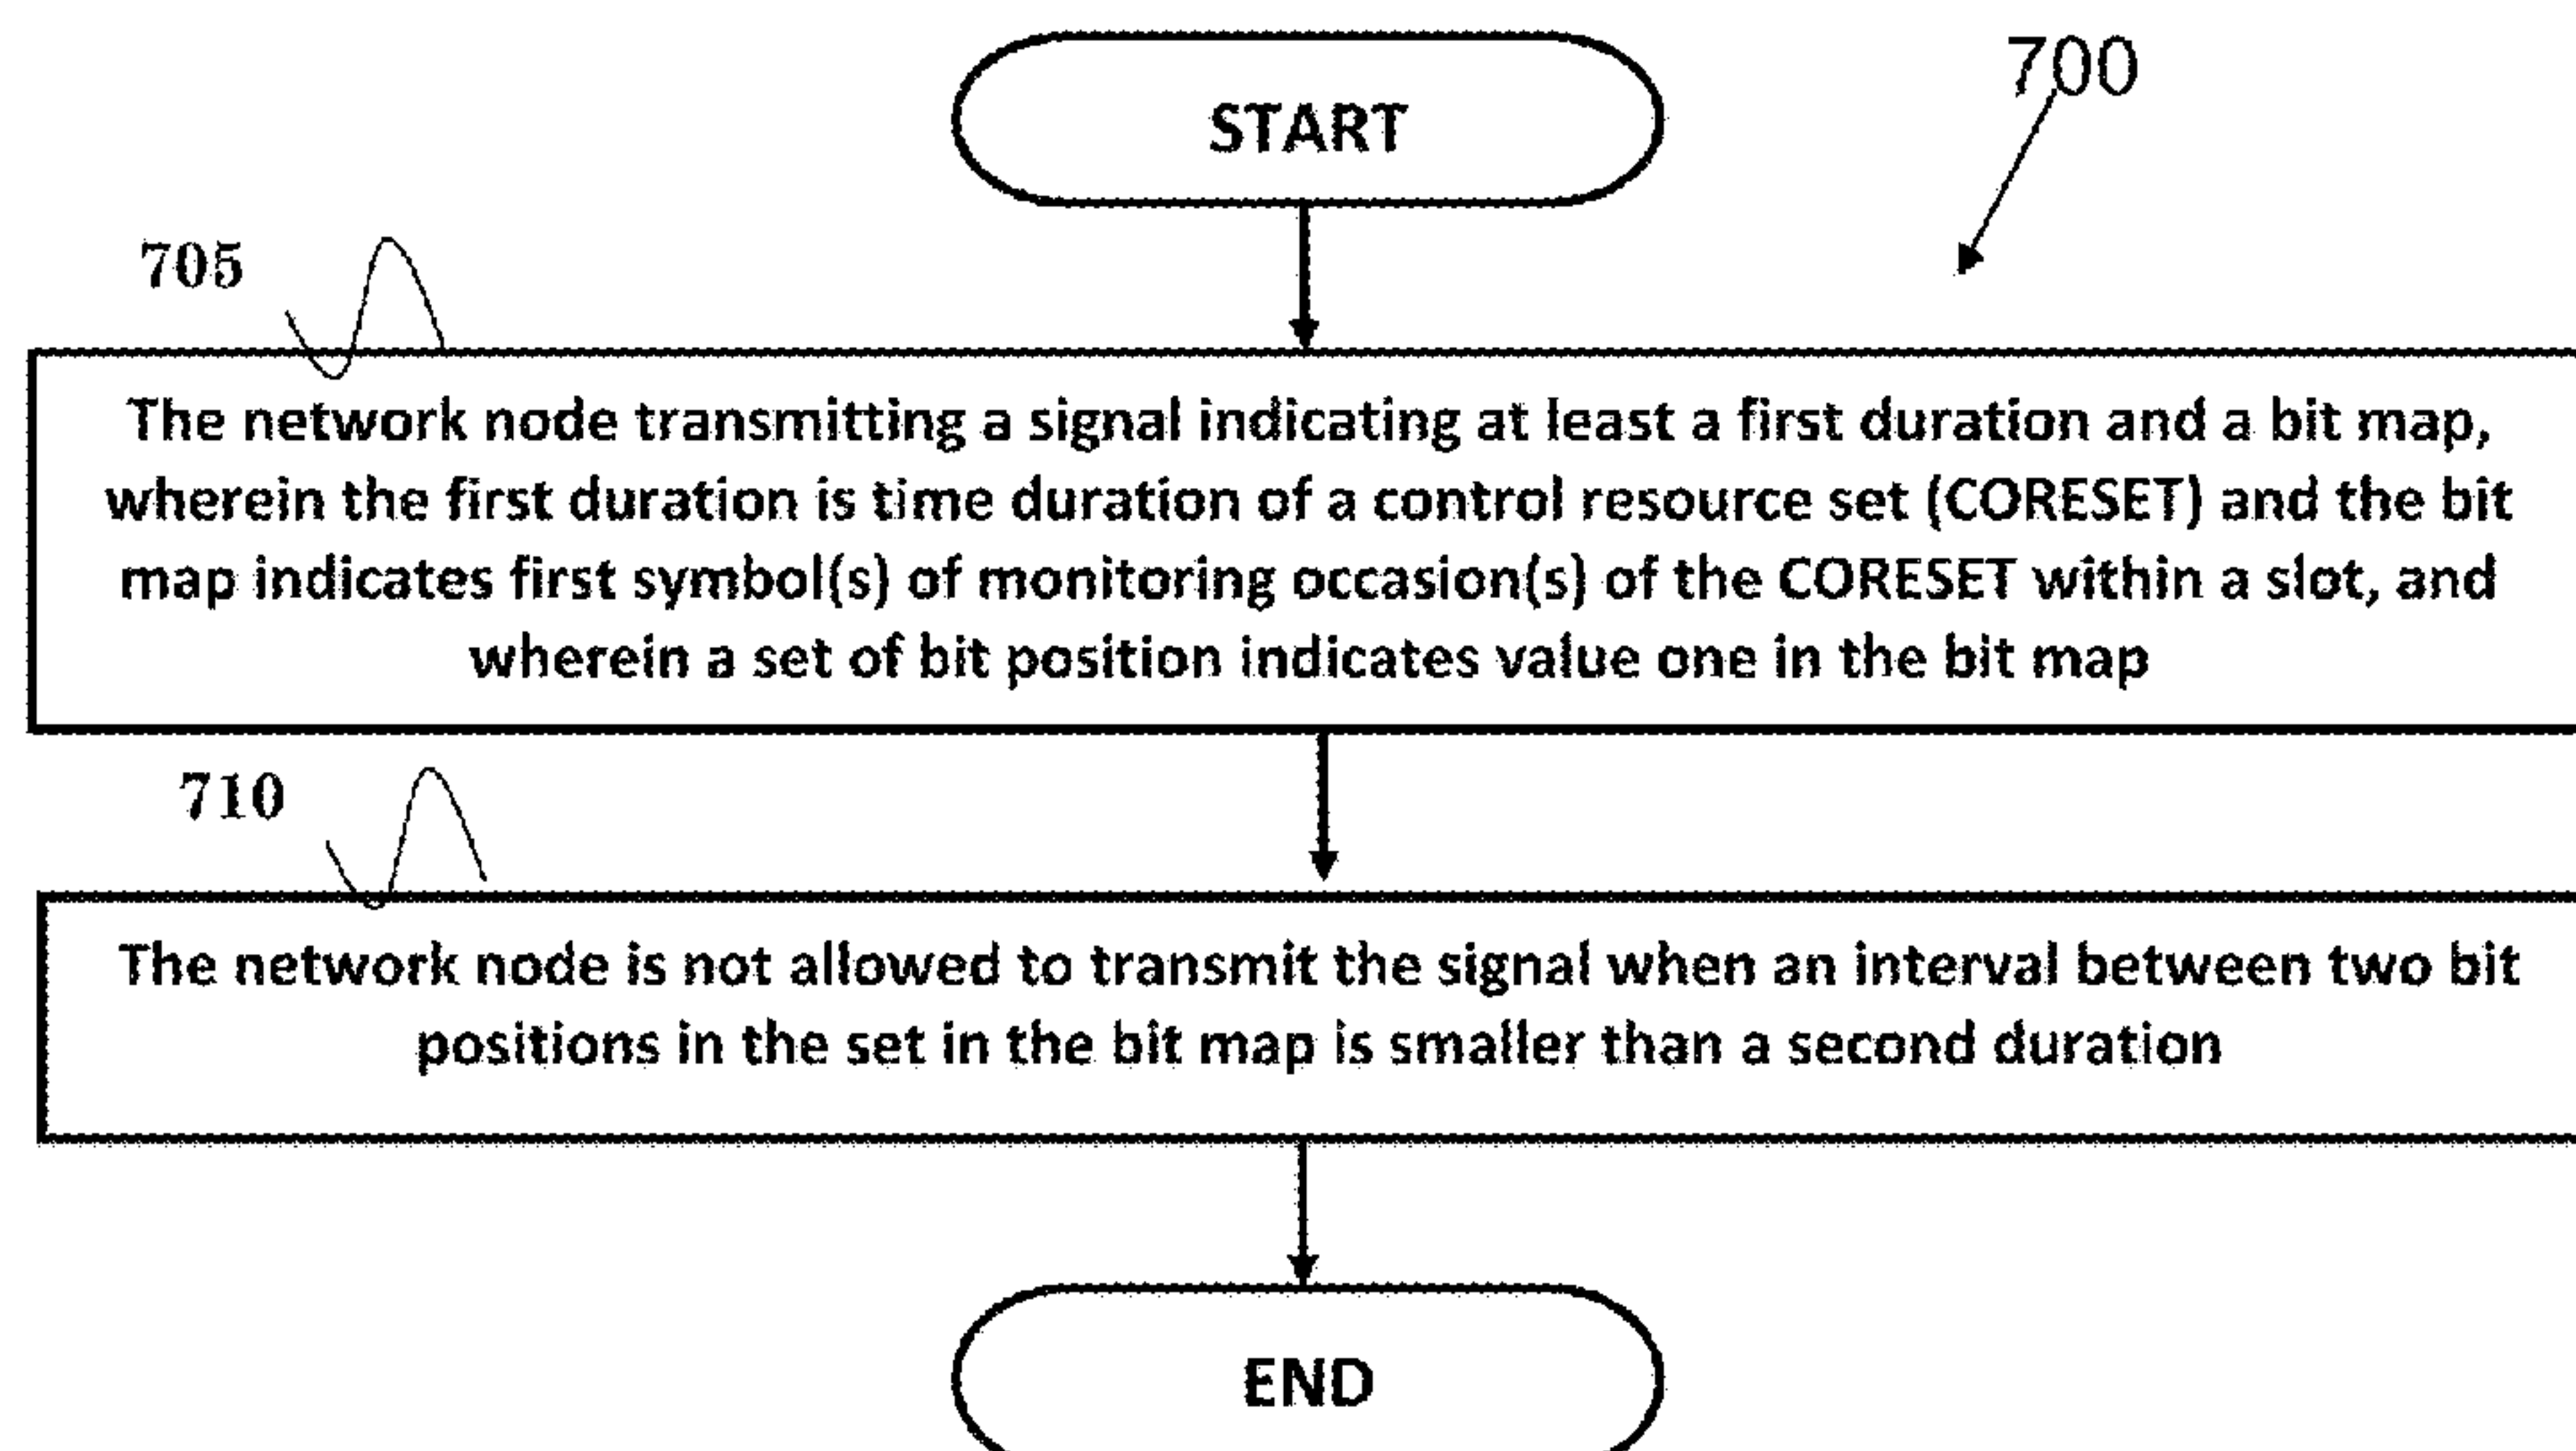 START
700
705
The network node transmitting a signal indicating at least a first duration and a bit map,
wherein the first duration is time duration of a control resource set (CORESET) and the bit
map indicates first symbol(s) of monitoring occasion(s) of the CORESET within a slot, and
wherein a set of bit position indicates value one in the bit map
710
The network node is not allowed to transmit the signal when an interval between two bit
positions in the set in the bit map is smaller than a second duration
END